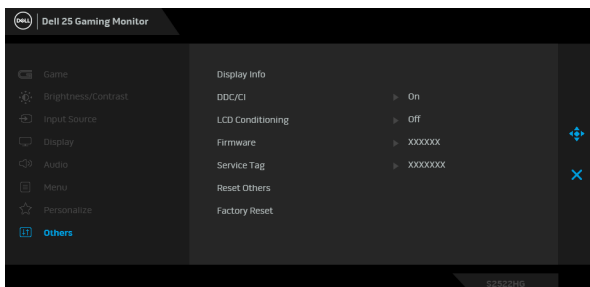 DELL
Dell 25 Gaming Monitor
Game
Brightness/Contrast
Input Source
Display
Audio
Menu
Personalize
Others
Display Info
DDC/CI On
LCD Conditioning Off
Firmware XXXXXX
Service Tag XXXXXXX
Reset Others
Factory Reset
S2522HG